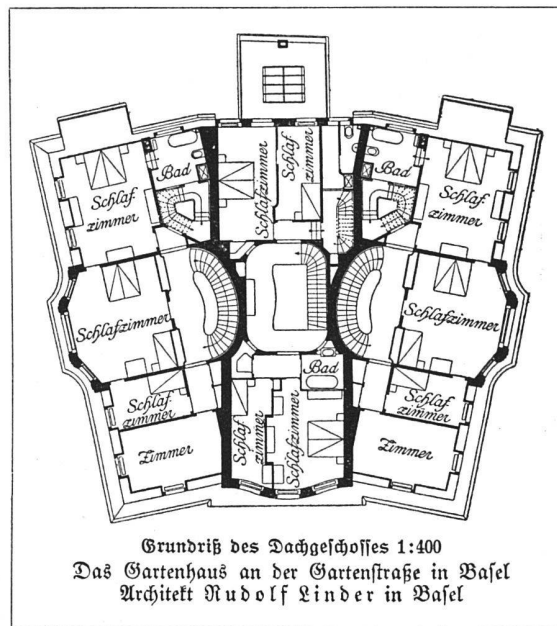 Schlaf-
zimmer
Bad
Schlafzimmer
Schlaf-
zimmer
Bad
Schlaf-
zimmer
Schlafzimmer
Schlafzimmer
Schlaf-
zimmer
Zimmer
Schlaf-
zimmer
Schlafzimmer
Bad
Schlaf-
zimmer
Zimmer
Grundriß des Dachgeschosses 1:400
Das Gartenhaus an der Gartenstraße in Basel
Architekt Rudolf Linder in Basel